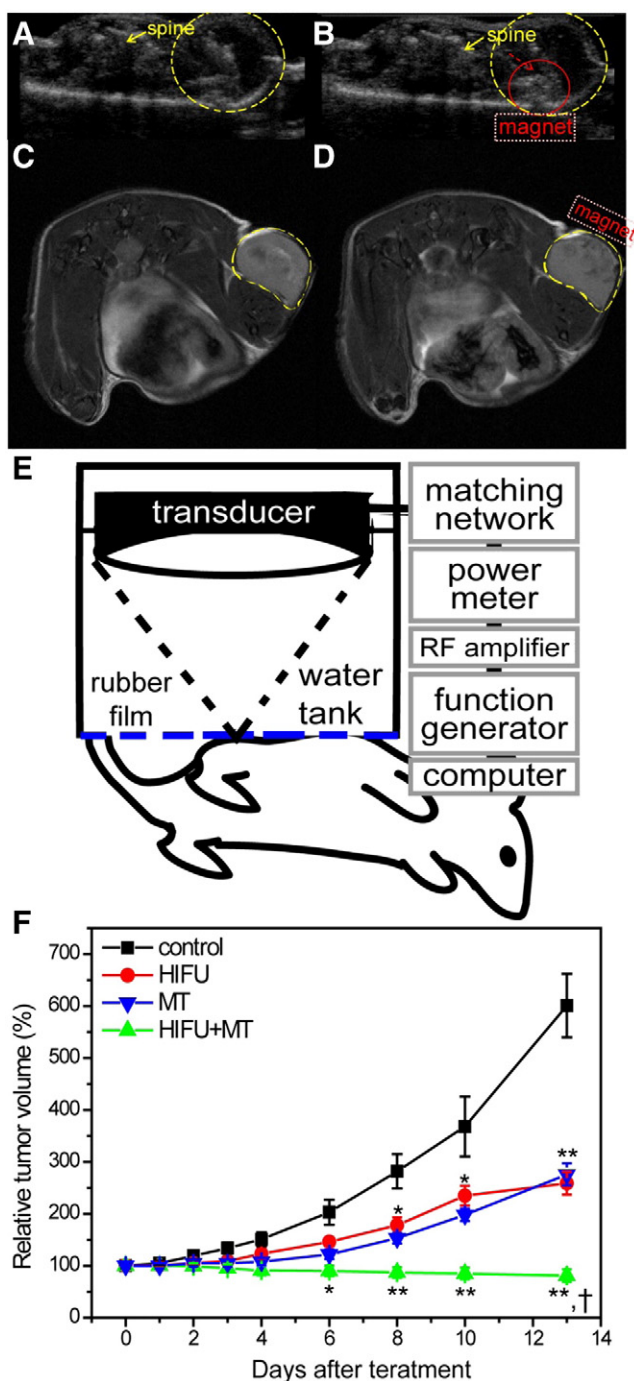 A
spine
B
spine
magnet
C
D
magnet
E
transducer
rubber
film
water
tank
matching
network
power
meter
RF amplifier
function
generator
computer
F
control
HIFU
MT
HIFU+MT
Relative tumor volume (%)
700
600
500
400
300
200
100
0
*
*
**
*
**
**
**,†
0
2
4
6
8
10
12
14
Days after teratment